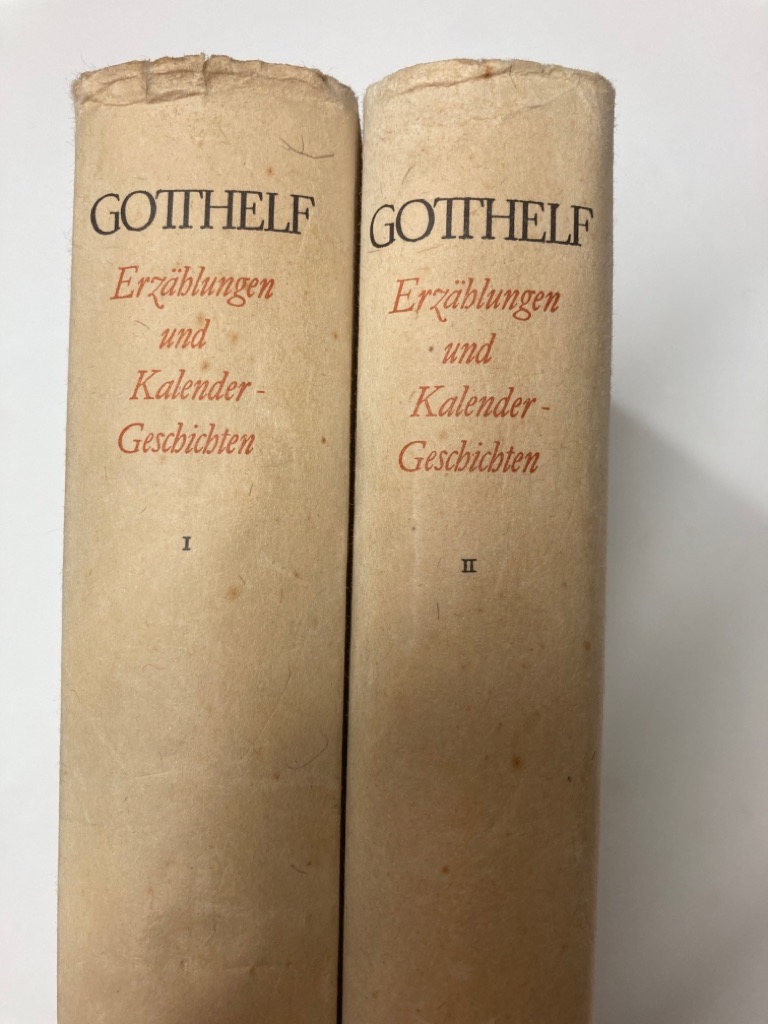 GOTTHELF
Erzählungen
und
Kalender-
Geschichten
I
GOTTHELF
Erzählungen
und
Kalender-
Geschichten
II